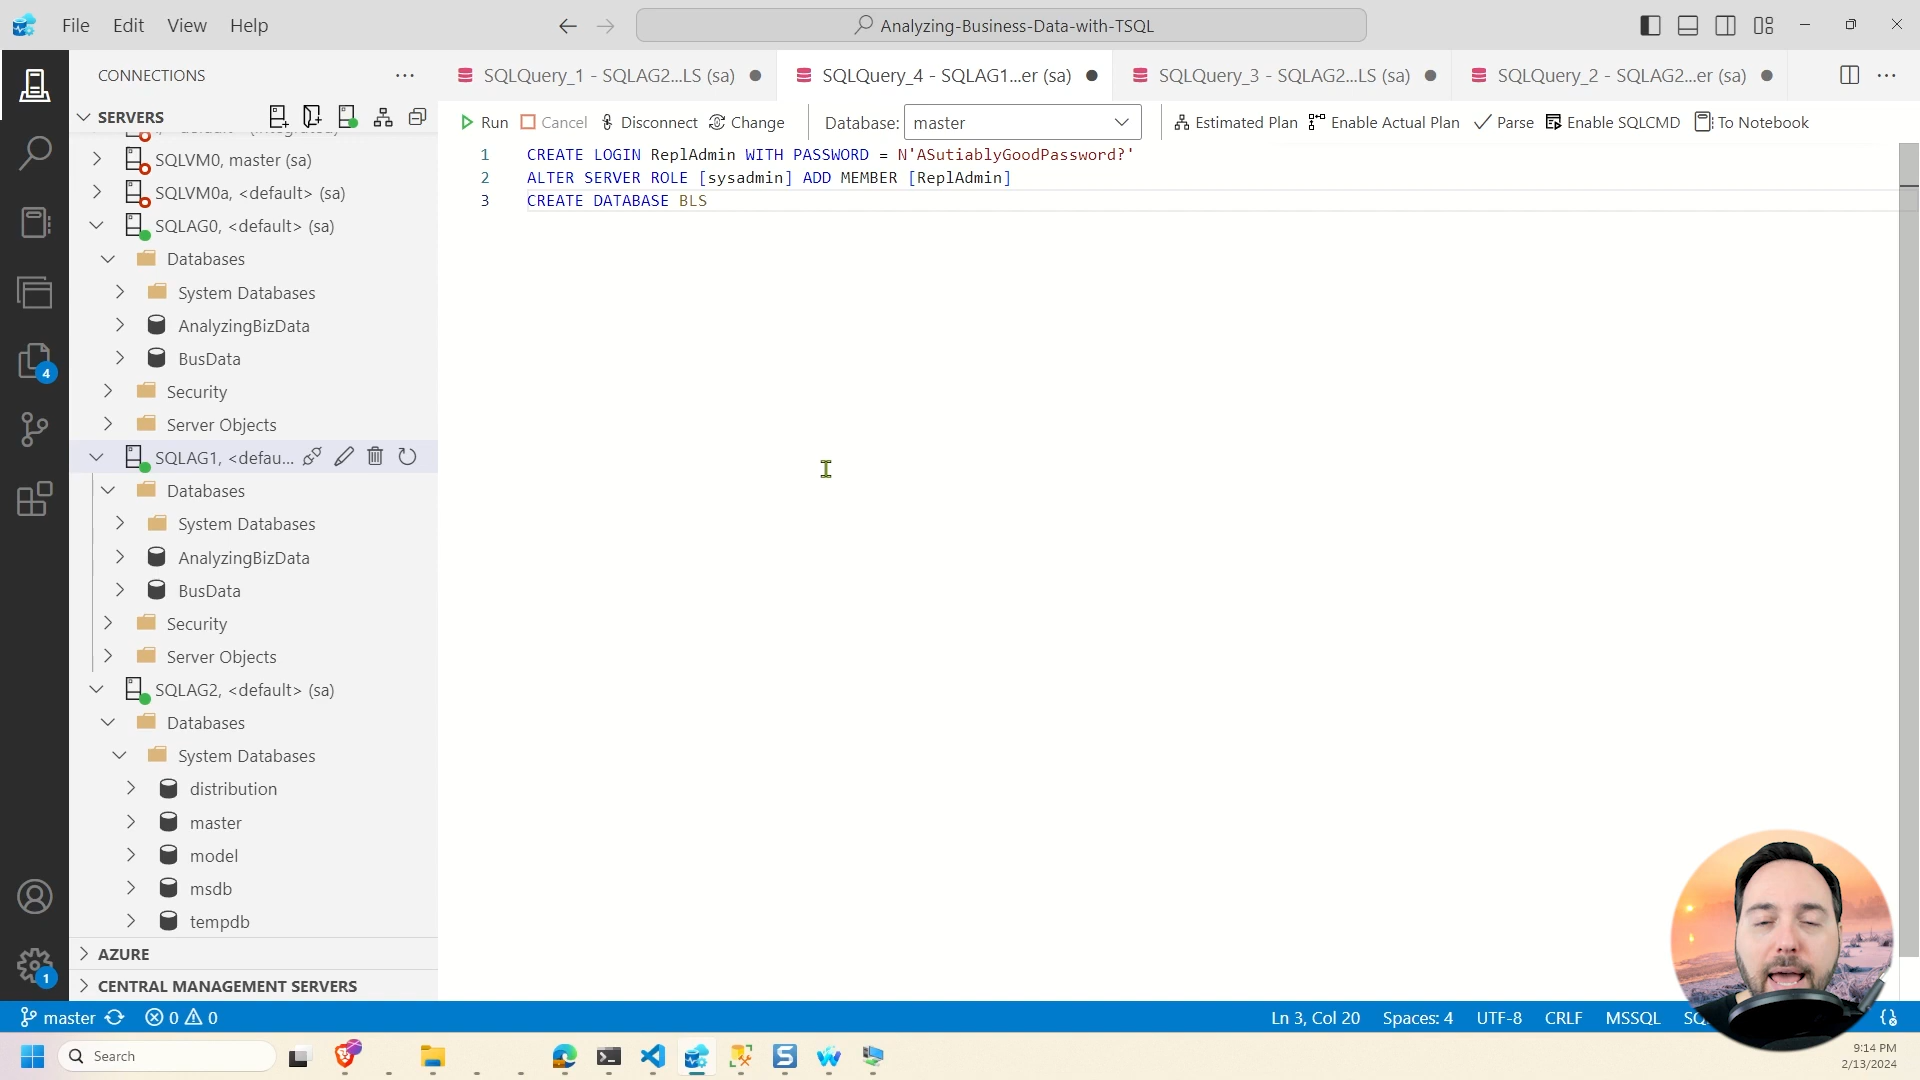 File Edit View Help
Analyzing-Business-Data-with-TSQL
CONNECTIONS
SERVERS
SQLVM0, master (sa)
SQLVM0a, <default> (sa)
SQLAG0, <default> (sa)
Databases
System Databases
AnalyzingBizData
BusData
Security
Server Objects
SQLAG1, <defau...
Databases
System Databases
AnalyzingBizData
BusData
Security
Server Objects
SQLAG2, <default> (sa)
Databases
System Databases
distribution
master
model
msdb
tempdb
AZURE
CENTRAL MANAGEMENT SERVERS
4
1
SQLQuery_1 - SQLAG2...LS (sa) SQLQuery_4 - SQLAG1...er (sa) SQLQuery_3 - SQLAG2...LS (sa) SQLQuery_2 - SQLAG2...er (sa)
Run Cancel Disconnect Change Database: master Estimated Plan Enable Actual Plan Parse Enable SQLCMD To Notebook
1 CREATE LOGIN ReplAdmin WITH PASSWORD = N'ASutiablyGoodPassword?'
2 ALTER SERVER ROLE [sysadmin] ADD MEMBER [ReplAdmin]
3 CREATE DATABASE BLS
master 0 0 Ln 3, Col 20 Spaces: 4 UTF-8 CRLF MSSQL
Search
9:14 PM
2/13/2024